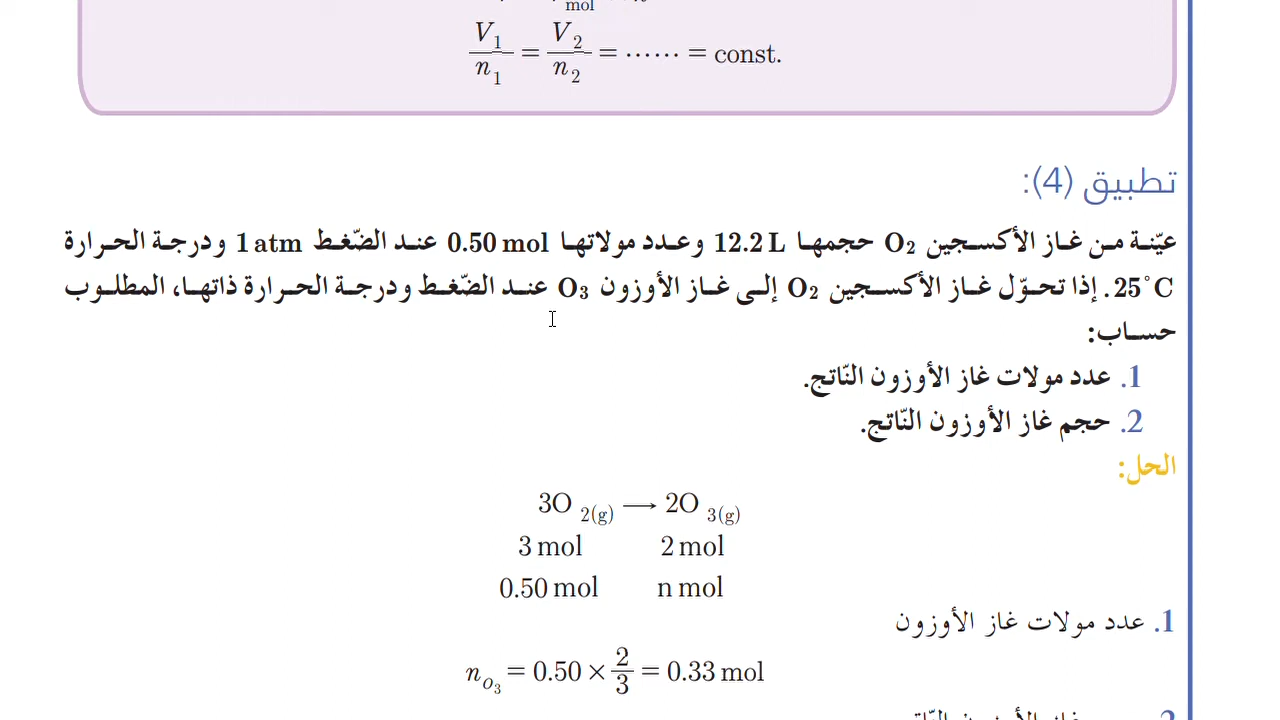 mol
V₁/n₁ = V₂/n₂ = ...... = const.
تطبيق (4):
عيّنة من غاز الأكسجين O₂ حجمها 12.2 L وعدد مولاتها 0.50 mol عند الضّغط 1 atm ودرجة الحرارة
25°C. إذا تحوّل غاز الأكسجين O₂ إلى غاز الأوزون O₃ عند الضّغط ودرجة الحرارة ذاتها، المطلوب
حساب:
1. عدد مولات غاز الأوزون النّاتج.
2. حجم غاز الأوزون النّاتج.
الحل:
3O₂(g) ⟶ 2O₃(g)
3 mol 2 mol
0.50 mol n mol
1. عدد مولات غاز الأوزون
n_O₃ = 0.50 × 2/3 = 0.33 mol